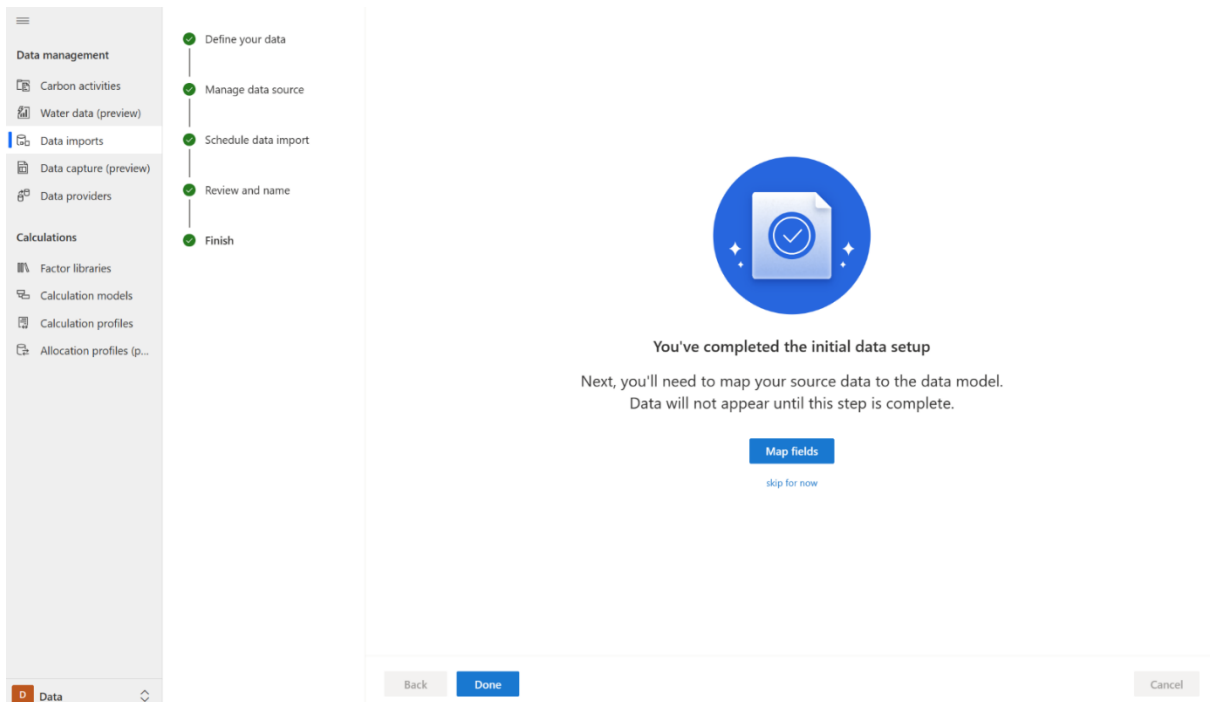 Data management
Carbon activities
Water data (preview)
Data imports
Data capture (preview)
Data providers
Calculations
Factor libraries
Calculation models
Calculation profiles
Allocation profiles (p...
D Data
Define your data
Manage data source
Schedule data import
Review and name
Finish
You've completed the initial data setup
Next, you'll need to map your source data to the data model.
Data will not appear until this step is complete.
Map fields
skip for now
Back
Done
Cancel